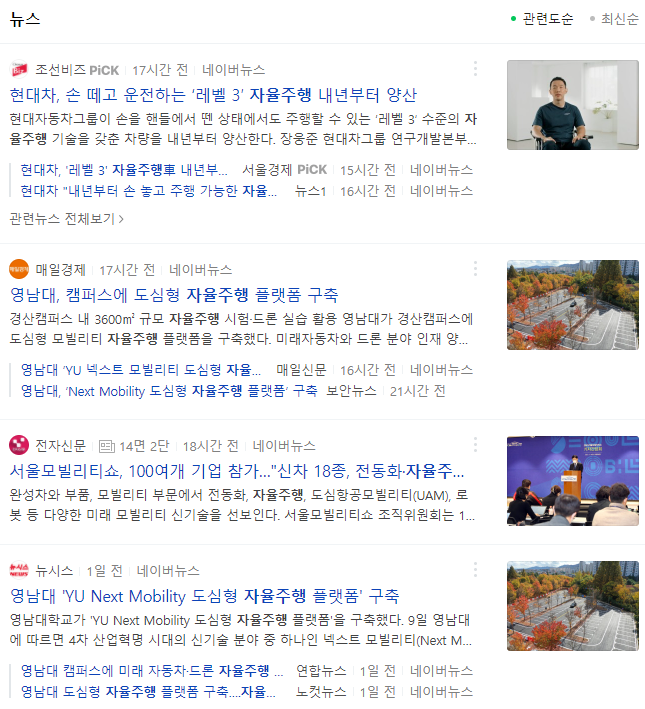 뉴스
관련도순
최신순
조선비즈 PiCK 17시간 전 네이버뉴스
현대차, 손 떼고 운전하는 ‘레벨 3’ 자율주행 내년부터 양산
현대자동차그룹이 손을 핸들에서 뗀 상태에서도 주행할 수 있는 ‘레벨 3’ 수준의 자
율주행 기술을 갖춘 차량을 내년부터 양산한다. 장웅준 현대차그룹 연구개발본부...
현대차, '레벨 3' 자율주행車 내년부... 서울경제 PiCK 15시간 전 네이버뉴스
현대차 "내년부터 손 놓고 주행 가능한 자율... 뉴스1 16시간 전 네이버뉴스
관련뉴스 전체보기 >
매일경제 17시간 전 네이버뉴스
영남대, 캠퍼스에 도심형 자율주행 플랫폼 구축
경산캠퍼스 내 3600㎡ 규모 자율주행 시험·드론 실습 활용 영남대가 경산캠퍼스에
도심형 모빌리티 자율주행 플랫폼을 구축했다. 미래자동차와 드론 분야 인재 양...
영남대 'YU 넥스트 모빌리티 도심형 자율... 매일신문 16시간 전 네이버뉴스
영남대, ‘Next Mobility 도심형 자율주행 플랫폼’ 구축 보안뉴스 21시간 전
전자신문 14면 2단 18시간 전 네이버뉴스
서울모빌리티쇼, 100여개 기업 참가..."신차 18종, 전동화·자율주...
완성차와 부품, 모빌리티 부문에서 전동화, 자율주행, 도심항공모빌리티(UAM), 로
봇 등 다양한 미래 모빌리티 신기술을 선보인다. 서울모빌리티쇼 조직위원회는 1...
뉴시스 1일 전 네이버뉴스
영남대 'YU Next Mobility 도심형 자율주행 플랫폼' 구축
영남대학교가 'YU Next Mobility 도심형 자율주행 플랫폼'을 구축했다. 9일 영남대
에 따르면 4차 산업혁명 시대의 신기술 분야 중 하나인 넥스트 모빌리티(Next M...
영남대 캠퍼스에 미래 자동차·드론 자율주행 ... 연합뉴스 1일 전 네이버뉴스
영남대 도심형 자율주행 플랫폼 구축....자율... 노컷뉴스 1일 전 네이버뉴스